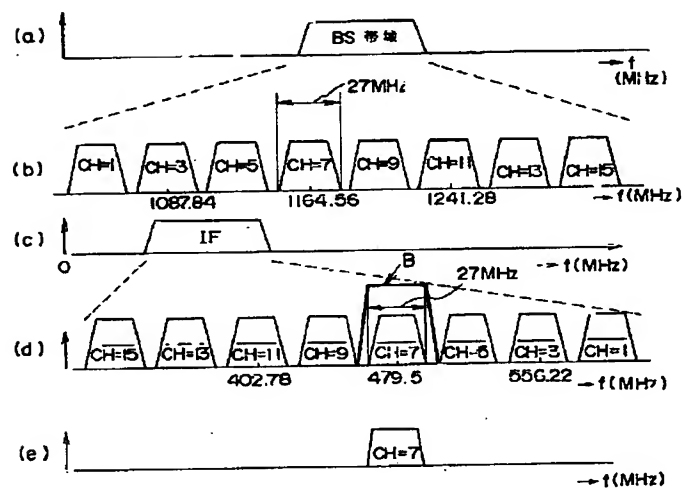 (a)
BS 帯域
f
(MHz)
27MHz
(b)
CH=1 CH=3 CH=5 CH=7 CH=9 CH=11 CH=13 CH=15
1087.84 1164.56 1241.28 f(MHz)
(c)
IF
0
f(MHz)
B
27MHz
(d)
CH=15 CH=13 CH=11 CH=9 CH=7 CH=5 CH=3 CH=1
402.78 479.5 556.22 f(MHz)
(e)
CH=7
f(MHz)